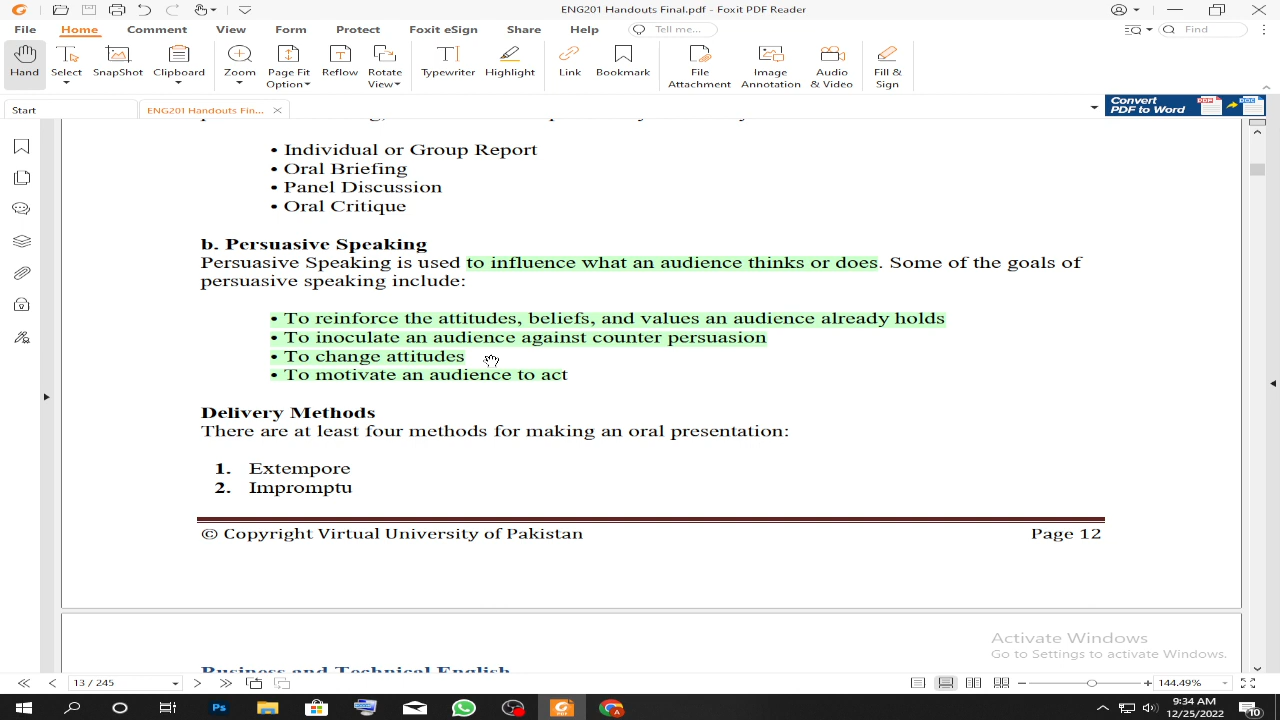 ENG201 Handouts Final.pdf - Foxit PDF Reader
File Home Comment View Form Protect Foxit eSign Share Help Tell me... Find
Hand Select SnapShot Clipboard Zoom Page Fit Option Reflow Rotate View Typewriter Highlight Link Bookmark File Attachment Image Annotation Audio & Video Fill & Sign
Start ENG201 Handouts Fin... Convert PDF to Word
• Individual or Group Report
• Oral Briefing
• Panel Discussion
• Oral Critique
b. Persuasive Speaking
Persuasive Speaking is used to influence what an audience thinks or does. Some of the goals of
persuasive speaking include:
• To reinforce the attitudes, beliefs, and values an audience already holds
• To inoculate an audience against counter persuasion
• To change attitudes
• To motivate an audience to act
Delivery Methods
There are at least four methods for making an oral presentation:
1. Extempore
2. Impromptu
© Copyright Virtual University of Pakistan Page 12
Business and Technical English
Activate Windows
Go to Settings to activate Windows.
13 / 245 144.49%
9:34 AM
12/25/2022
10